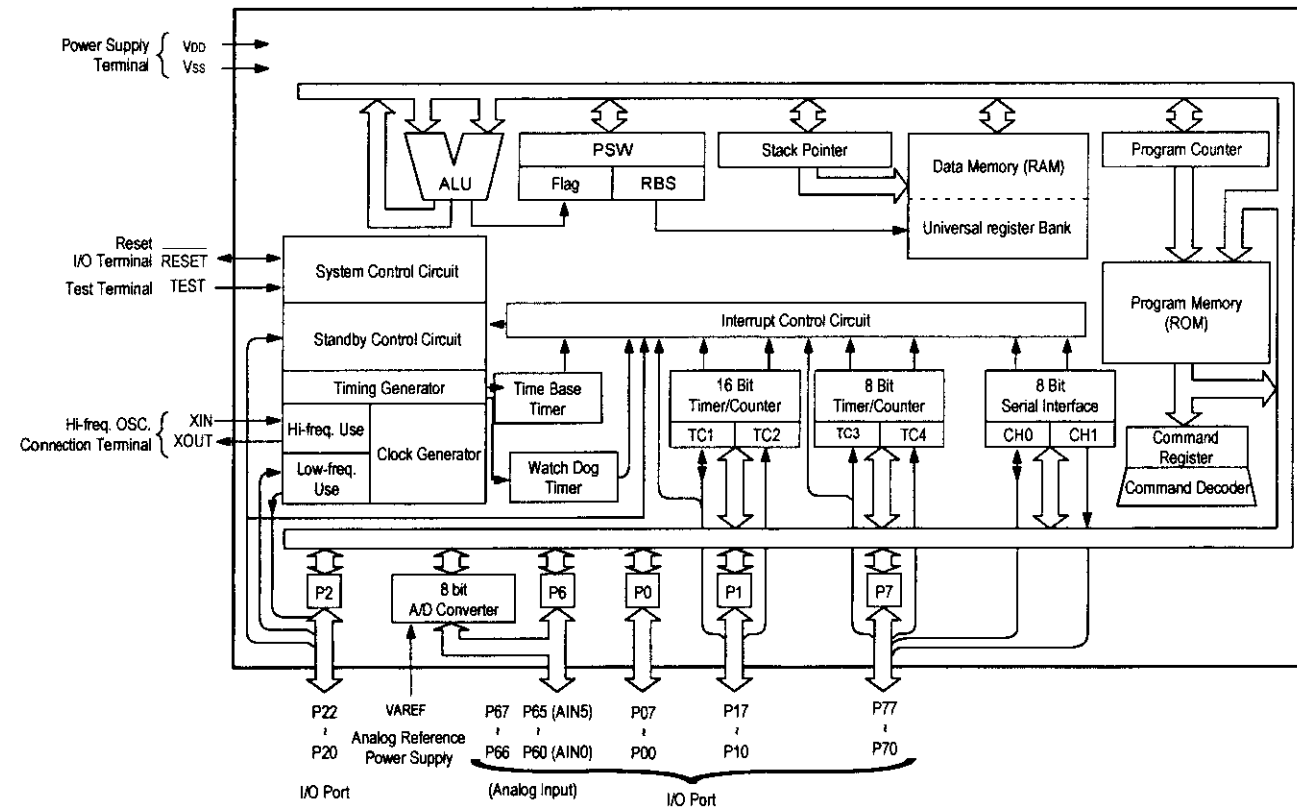 Power Supply
Terminal
VDD
VSS
PSW
Flag
RBS
ALU
Stack Pointer
Data Memory (RAM)
Universal register Bank
Program Counter
Reset
I/O Terminal RESET
Test Terminal TEST
System Control Circuit
Standby Control Circuit
Interrupt Control Circuit
Program Memory
(ROM)
Timing Generator
Time Base
Timer
16 Bit
Timer/Counter
TC1
TC2
8 Bit
Timer/Counter
TC3
TC4
8 Bit
Serial Interface
CH0
CH1
Hi-freq. OSC.
Connection Terminal
XIN
XOUT
Hi-freq. Use
Low-freq.
Use
Clock Generator
Watch Dog
Timer
Command
Register
Command Decoder
P2
8 bit
A/D Converter
P6
P0
P1
P7
P22
~
P20
VAREF
Analog Reference
Power Supply
P67
~
P66
P65 (AIN5)
~
P60 (AIN0)
P07
~
P00
P17
~
P10
P77
~
P70
I/O Port
(Analog Input)
I/O Port